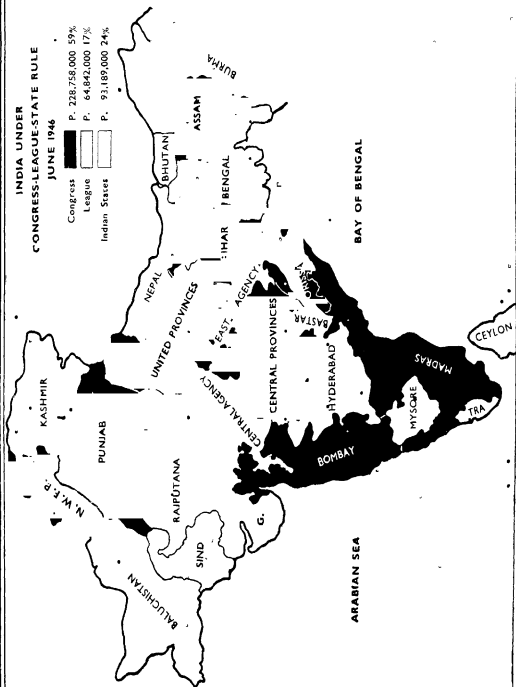 INDIA UNDER
CONGRESS-LEAGUE-STATE RULE
JUNE 1946
Congress P. 228,758,000 59%
League P. 64,842,000 17%
Indian States P. 93,189,000 24%
KASHMIR
N. W. F. P.
PUNJAB
BALUCHISTAN
RAJPUTANA
SIND
G.
NEPAL
BHUTAN
BURMA
ASSAM
BENGAL
IHAR
UNITED PROVINCES
CENTRAL AGENCY
EAST. AGENCY
CENTRAL PROVINCES
BASTAR
HYDERABAD
BOMBAY
MADRAS
MYSORE
TRA
CEYLON
ARABIAN SEA
BAY OF BENGAL